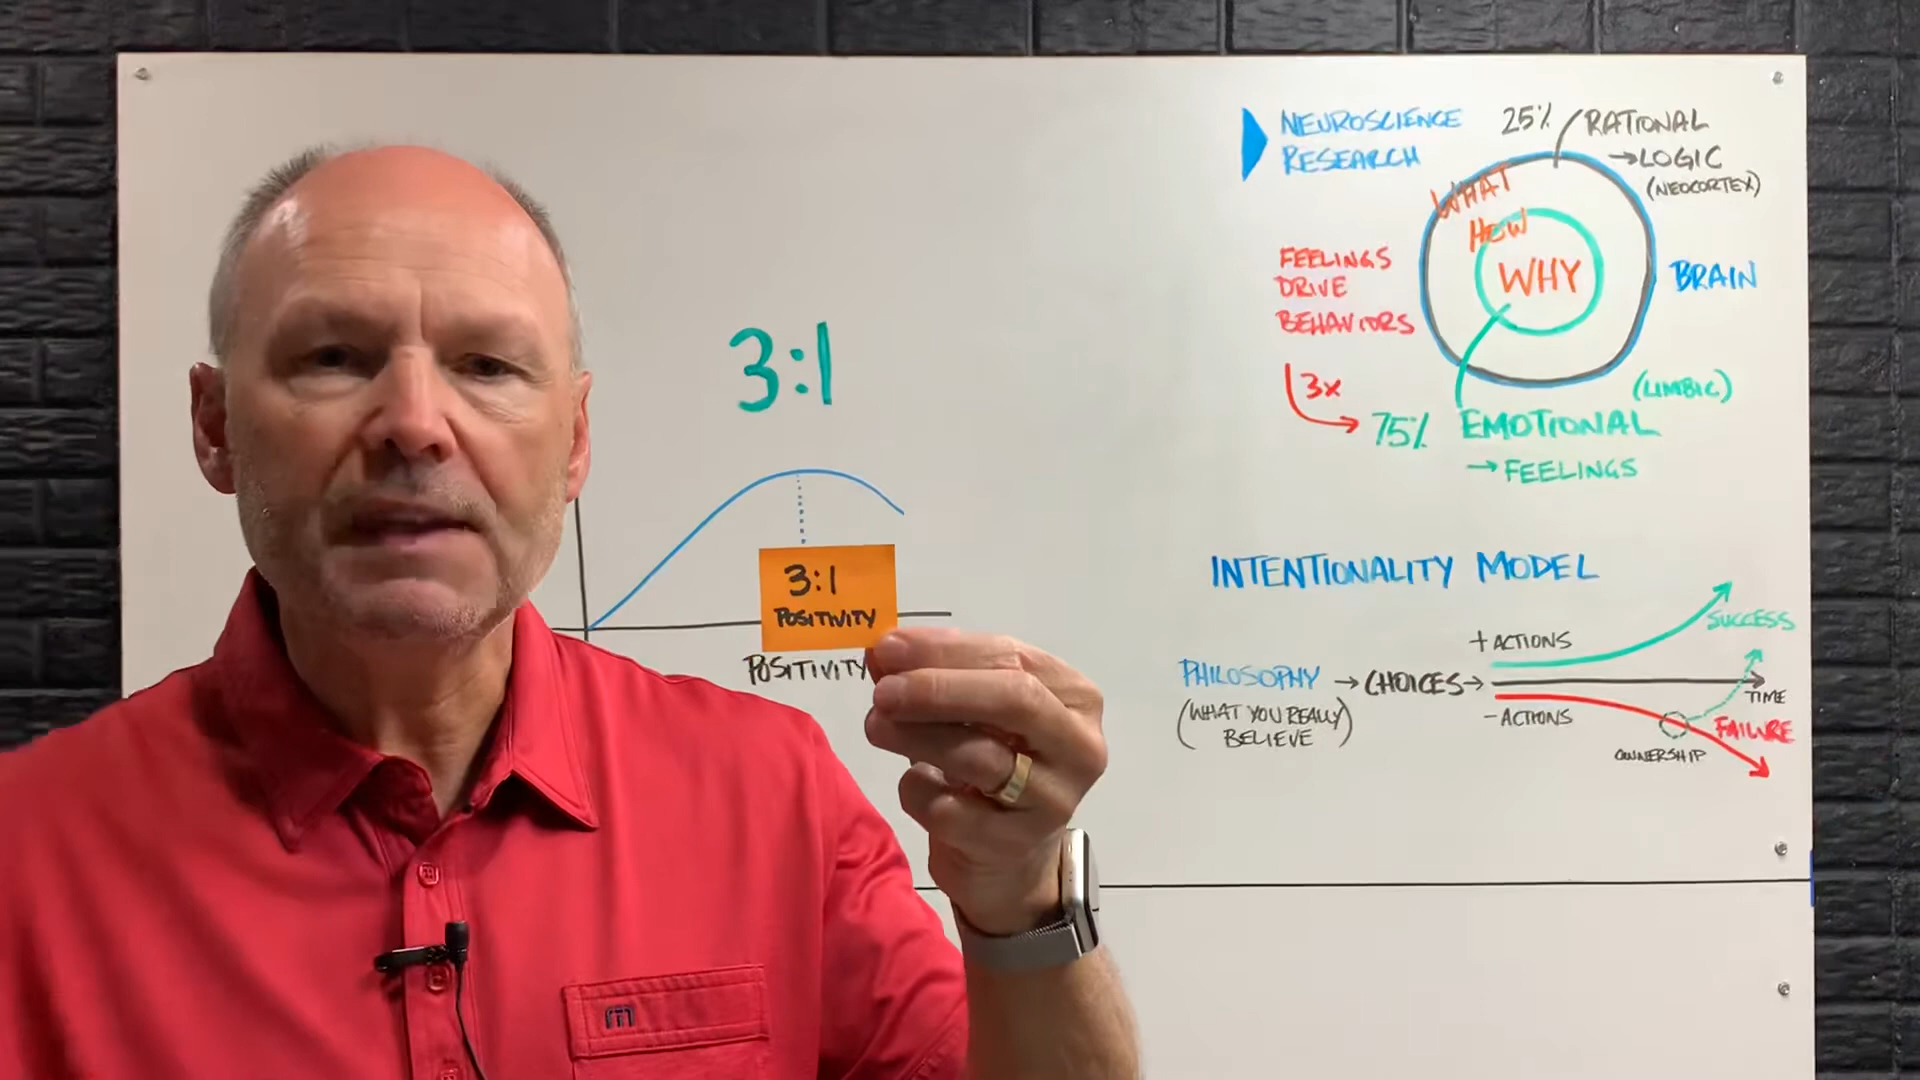 3:1
3:1
POSITIVITY
POSITIVITY
NEUROSCIENCE
RESEARCH
25% RATIONAL
→LOGIC
(NEOCORTEX)
WHAT
HOW
WHY
BRAIN
FEELINGS
DRIVE
BEHAVIORS
3x
(LIMBIC)
75% EMOTIONAL
→ FEELINGS
INTENTIONALITY MODEL
+ ACTIONS
SUCCESS
PHILOSOPHY → CHOICES →
TIME
(WHAT YOU REALLY
BELIEVE)
- ACTIONS
FAILURE
OWNERSHIP